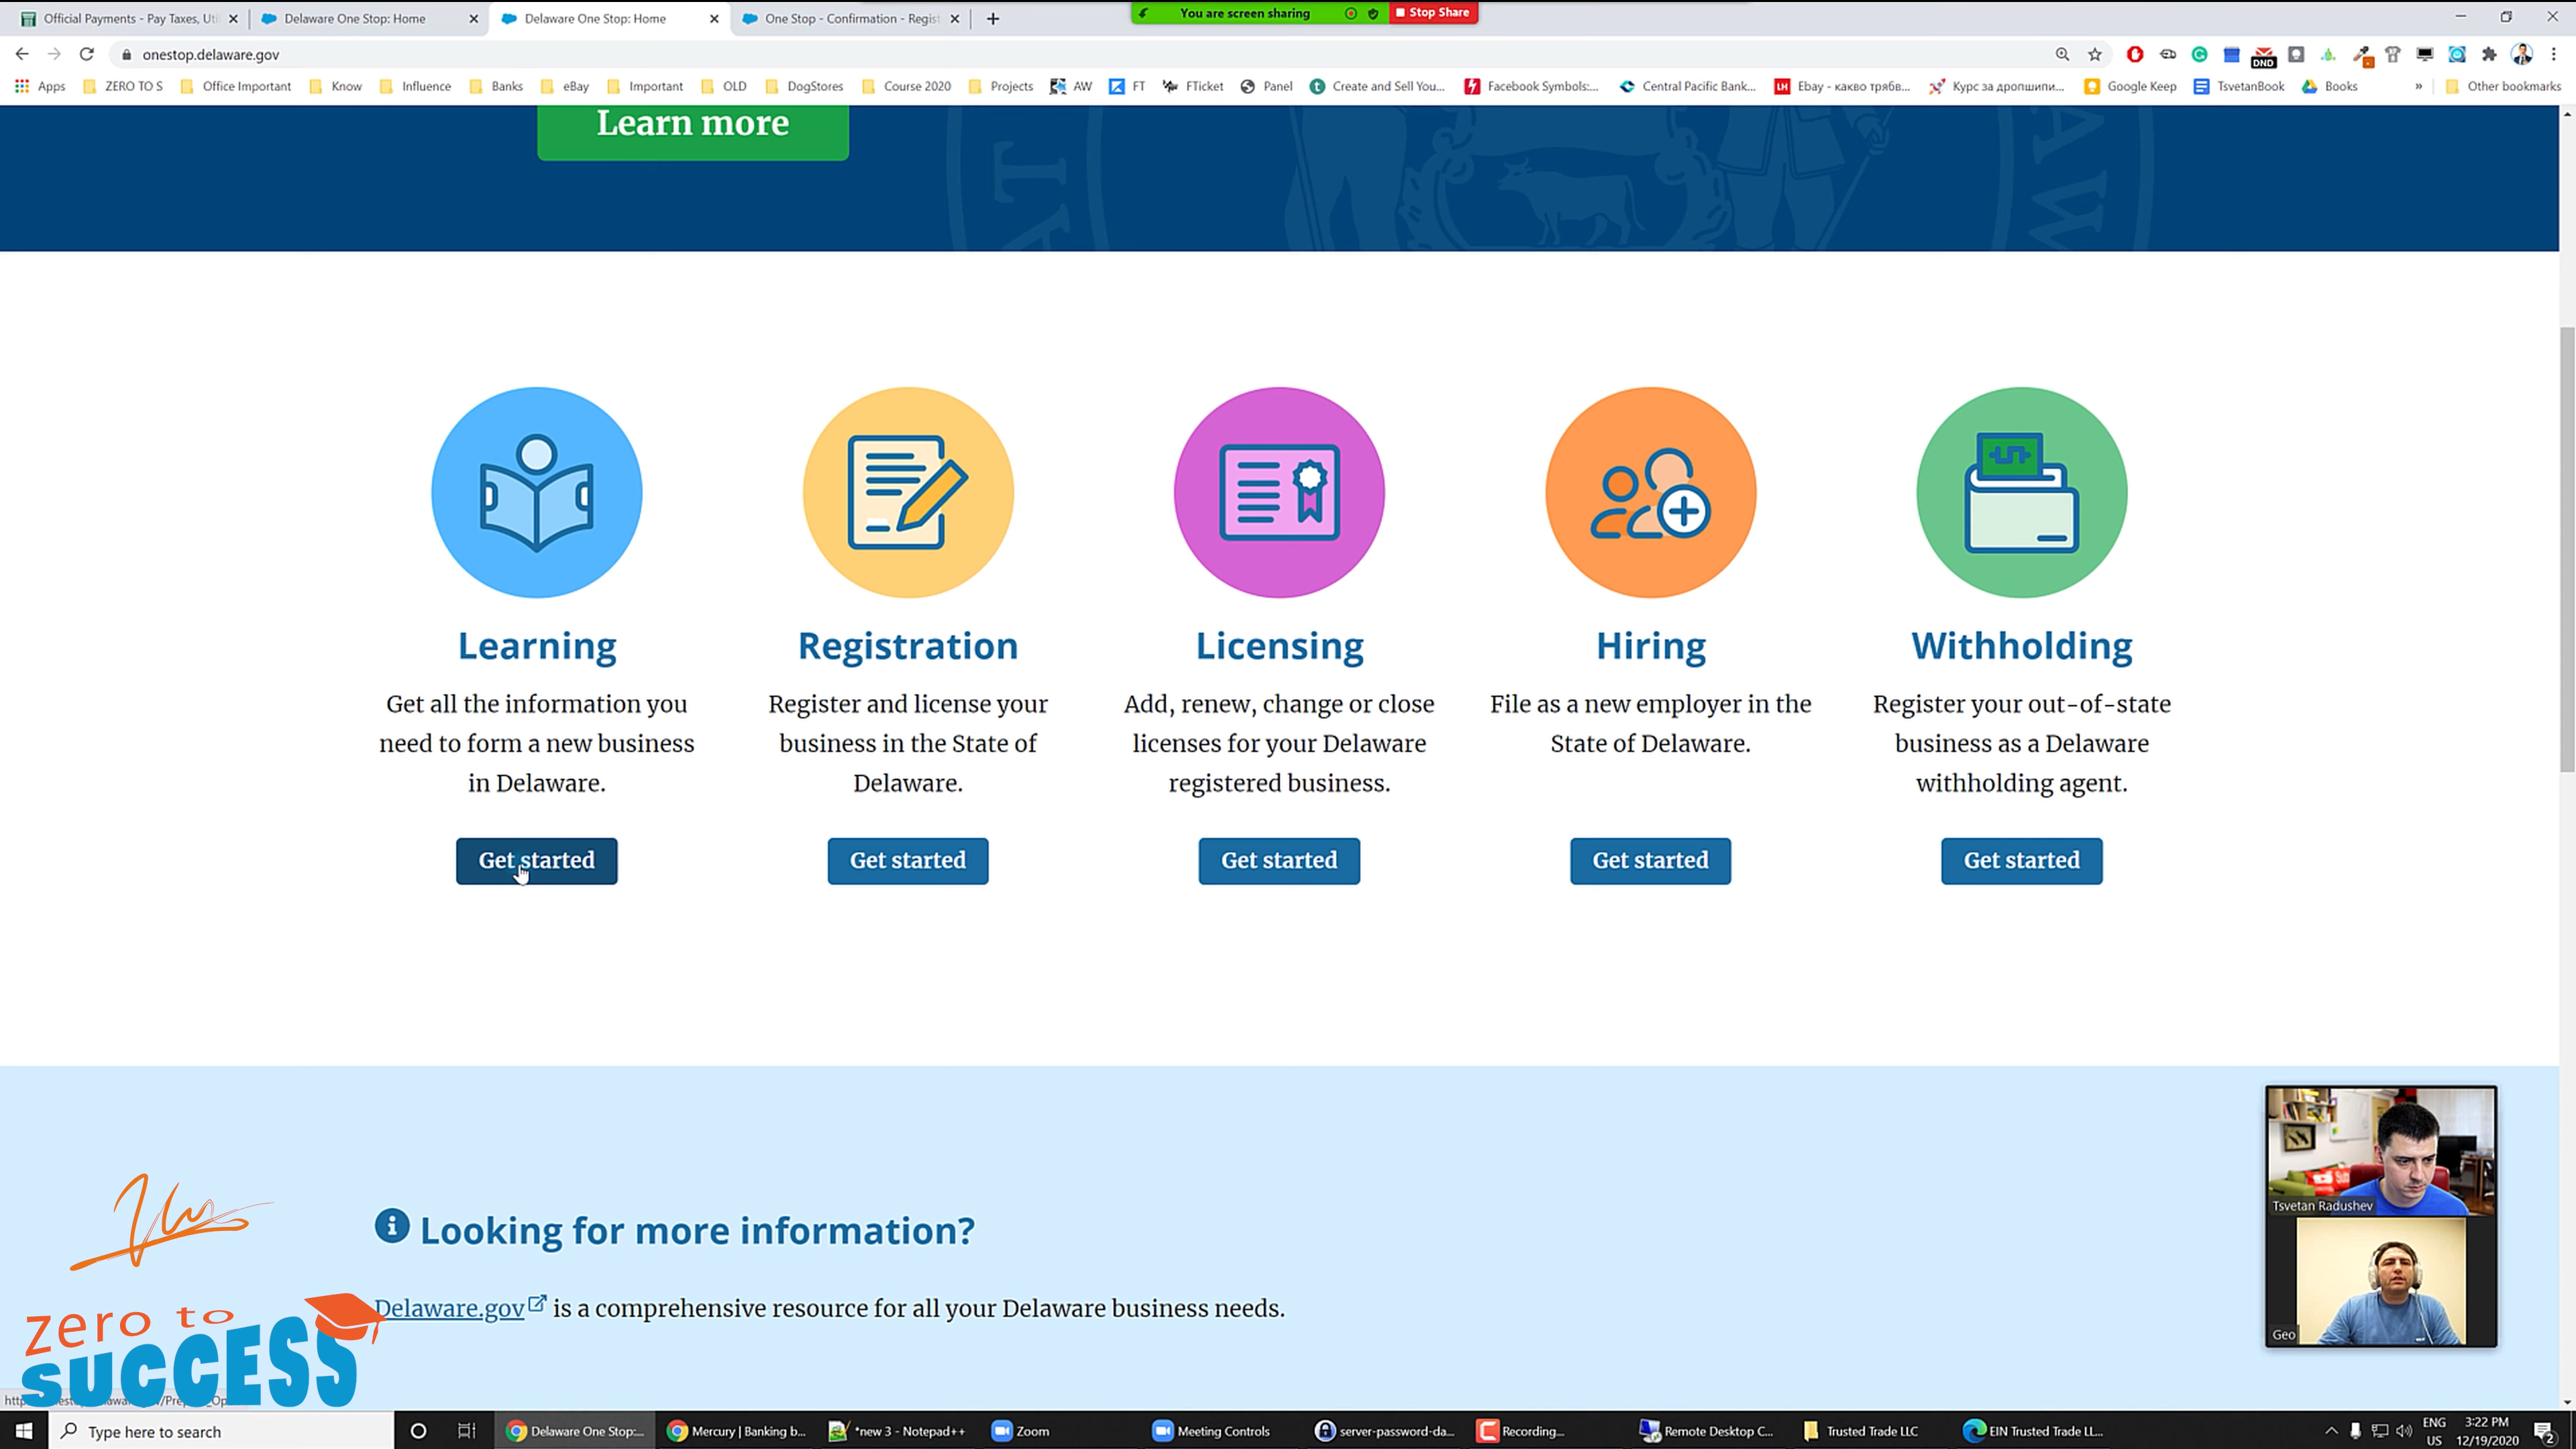 Official Payments - Pay Taxes, Uti
Delaware One Stop: Home
Delaware One Stop: Home
One Stop - Confirmation - Regist
You are screen sharing
Stop Share
onestop.delaware.gov
DND
Apps
ZERO TO S
Office Important
Know
Influence
Banks
eBay
Important
OLD
DogStores
Course 2020
Projects
AW
FT
FTicket
Panel
Create and Sell You...
Facebook Symbols:...
Central Pacific Bank...
LH
Ebay - какво трябв...
Курс за дропшипи...
Google Keep
TsvetanBook
Books
»
Other bookmarks
Learn more
Learning
Get all the information you
need to form a new business
in Delaware.
Get started
Registration
Register and license your
business in the State of
Delaware.
Get started
Licensing
Add, renew, change or close
licenses for your Delaware
registered business.
Get started
Hiring
File as a new employer in the
State of Delaware.
Get started
Withholding
Register your out-of-state
business as a Delaware
withholding agent.
Get started
Looking for more information?
Delaware.gov is a comprehensive resource for all your Delaware business needs.
Tsvetan Radushev
Geo
zero to
SUCCESS
Type here to search
Delaware One Stop:...
Mercury | Banking b...
*new 3 - Notepad++
Zoom
Meeting Controls
server-password-da...
Recording...
Remote Desktop C...
Trusted Trade LLC
EIN Trusted Trade LL...
ENG
US
3:22 PM
12/19/2020
2